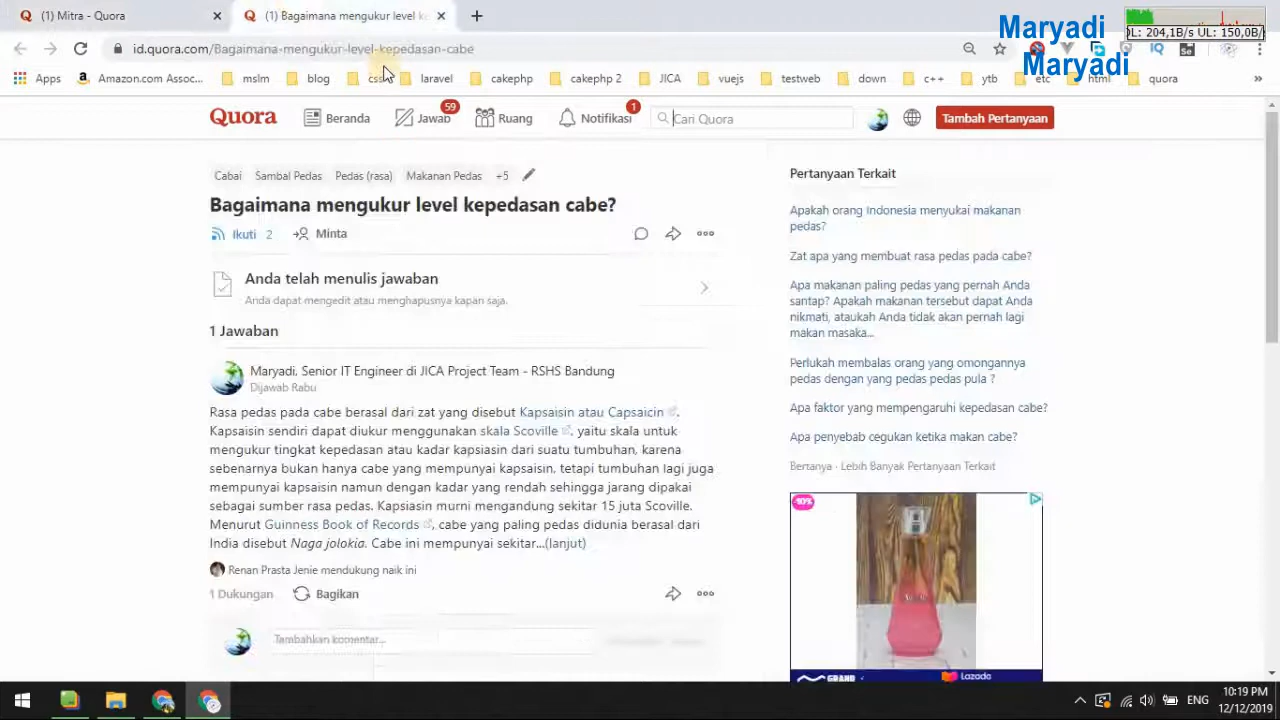 (1) Mitra - Quora
(1) Bagaimana mengukur level ke
Maryadi
Maryadi
DL: 204,1B/s UL: 150,0B/
id.quora.com/Bagaimana-mengukur-level-kepedasan-cabe
Apps
Amazon.com Assoc...
mslm
blog
css
laravel
cakephp
cakephp 2
JICA
vuejs
testweb
down
c++
ytb
etc
html
quora
»
Quora
Beranda
Jawab
59
Ruang
Notifikasi
1
Cari Quora
Tambah Pertanyaan
Cabai
Sambal Pedas
Pedas (rasa)
Makanan Pedas
+5
Bagaimana mengukur level kepedasan cabe?
Ikuti 2
Minta
Anda telah menulis jawaban
Anda dapat mengedit atau menghapusnya kapan saja.
1 Jawaban
Maryadi, Senior IT Engineer di JICA Project Team - RSHS Bandung
Dijawab Rabu
Rasa pedas pada cabe berasal dari zat yang disebut Kapsaisin atau Capsaicin.
Kapsaisin sendiri dapat diukur menggunakan skala Scoville, yaitu skala untuk
mengukur tingkat kepedasan atau kadar kapsiasin dari suatu tumbuhan, karena
sebenarnya bukan hanya cabe yang mempunyai kapsaisin, tetapi tumbuhan lagi juga
mempunyai kapsaisin namun dengan kadar yang rendah sehingga jarang dipakai
sebagai sumber rasa pedas. Kapsiasin murni mengandung sekitar 15 juta Scoville.
Menurut Guinness Book of Records, cabe yang paling pedas didunia berasal dari
India disebut Naga jolokia. Cabe ini mempunyai sekitar...(lanjut)
Renan Prasta Jenie mendukung naik ini
1 Dukungan
Bagikan
Tambahkan komentar...
Pertanyaan Terkait
Apakah orang Indonesia menyukai makanan
pedas?
Zat apa yang membuat rasa pedas pada cabe?
Apa makanan paling pedas yang pernah Anda
santap? Apakah makanan tersebut dapat Anda
nikmati, ataukah Anda tidak akan pernah lagi
makan masaka...
Perlukah membalas orang yang omongannya
pedas dengan yang pedas pedas pula ?
Apa faktor yang mempengaruhi kepedasan cabe?
Apa penyebab cegukan ketika makan cabe?
Bertanya · Lebih Banyak Pertanyaan Terkait
GRAND
Lazada
ENG
10:19 PM
12/12/2019